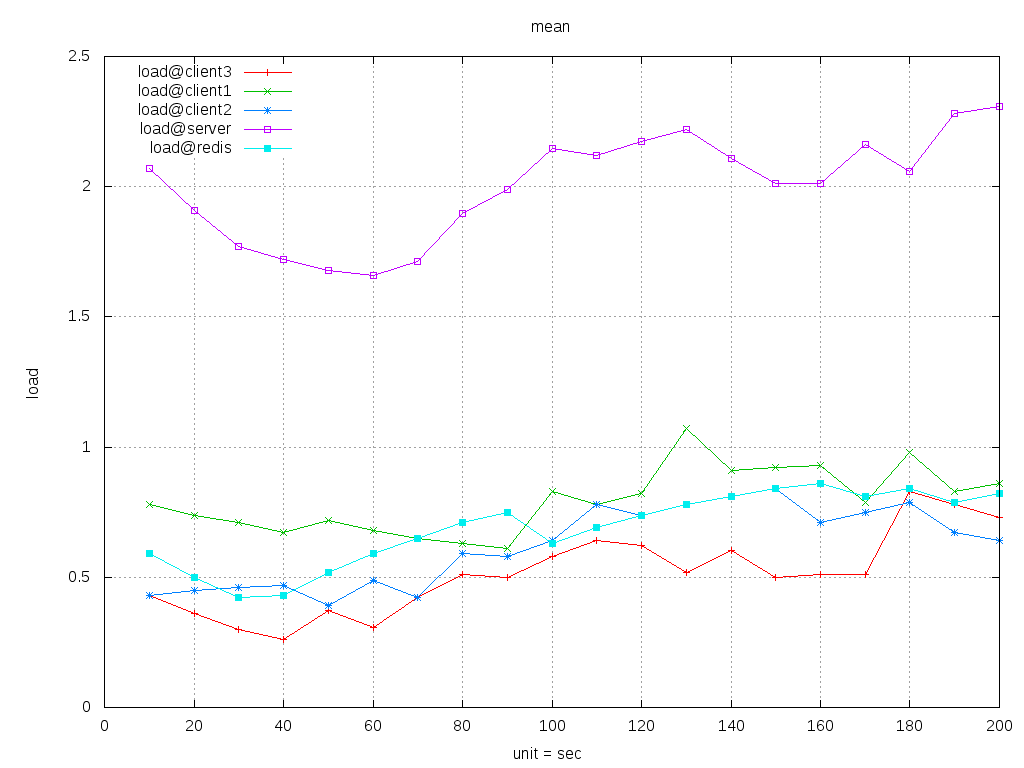 mean
2.5
2
1.5
1
0.5
0
load
load@client3
load@client1
load@client2
load@server
load@redis
0 20 40 60 80 100 120 140 160 180 200
unit = sec